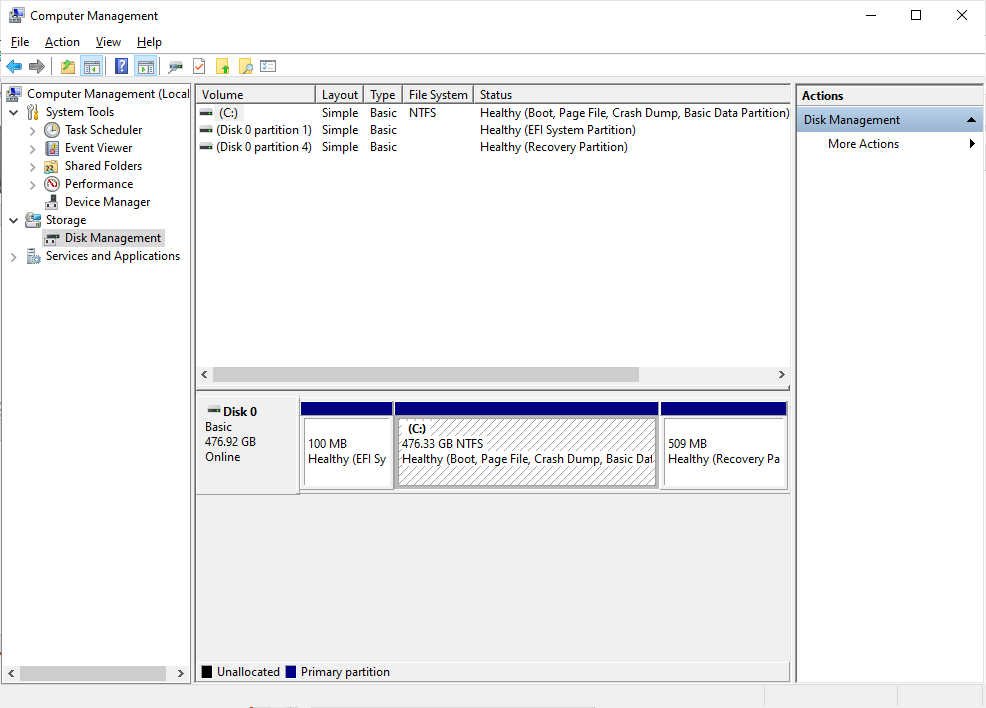 Computer Management
File Action View Help
Computer Management (Local
System Tools
Task Scheduler
Event Viewer
Shared Folders
Performance
Device Manager
Storage
Disk Management
Services and Applications
Volume Layout Type File System Status
(C:) Simple Basic NTFS Healthy (Boot, Page File, Crash Dump, Basic Data Partition)
(Disk 0 partition 1) Simple Basic Healthy (EFI System Partition)
(Disk 0 partition 4) Simple Basic Healthy (Recovery Partition)
Disk 0
Basic
476.92 GB
Online
100 MB
Healthy (EFI Sy
(C:)
476.33 GB NTFS
Healthy (Boot, Page File, Crash Dump, Basic Dat
509 MB
Healthy (Recovery Pa
Unallocated Primary partition
Actions
Disk Management
More Actions